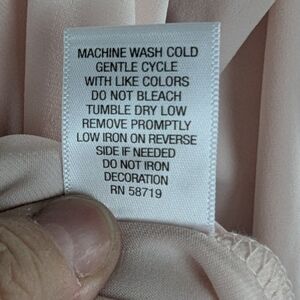 MACHINE WASH COLD
GENTLE CYCLE
WITH LIKE COLORS
DO NOT BLEACH
TUMBLE DRY LOW
REMOVE PROMPTLY
LOW IRON ON REVERSE
SIDE IF NEEDED
DO NOT IRON
DECORATION
RN 58719